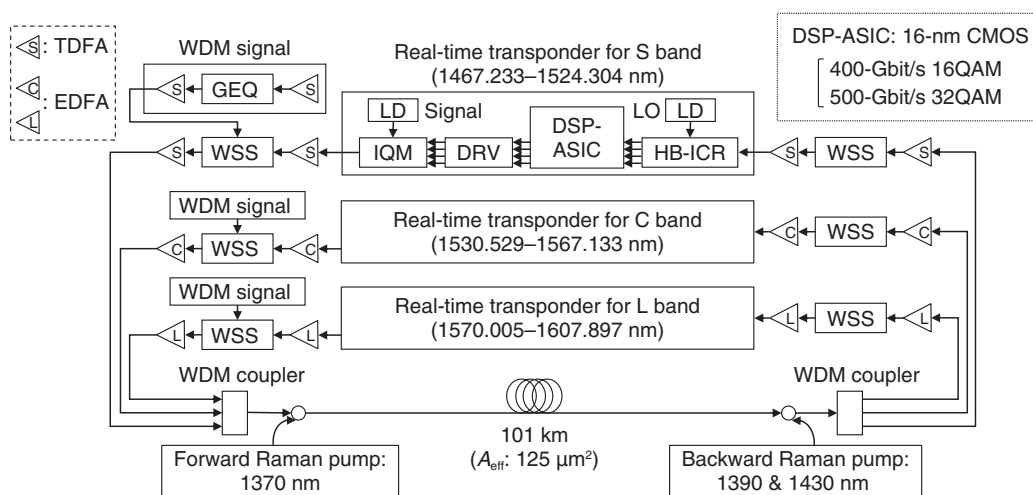 S : TDFA
C
: EDFA
L
WDM signal
S GEQ S
Real-time transponder for S band
(1467.233–1524.304 nm)
DSP-ASIC: 16-nm CMOS
400-Gbit/s 16QAM
500-Gbit/s 32QAM
LD Signal
LO LD
S WSS S IQM DRV DSP-ASIC HB-ICR S WSS S
WDM signal
C WSS C
Real-time transponder for C band
(1530.529–1567.133 nm)
C WSS C
WDM signal
L WSS L
Real-time transponder for L band
(1570.005–1607.897 nm)
L WSS L
WDM coupler
WDM coupler
101 km
(Aeff: 125 μm²)
Forward Raman pump:
1370 nm
Backward Raman pump:
1390 & 1430 nm